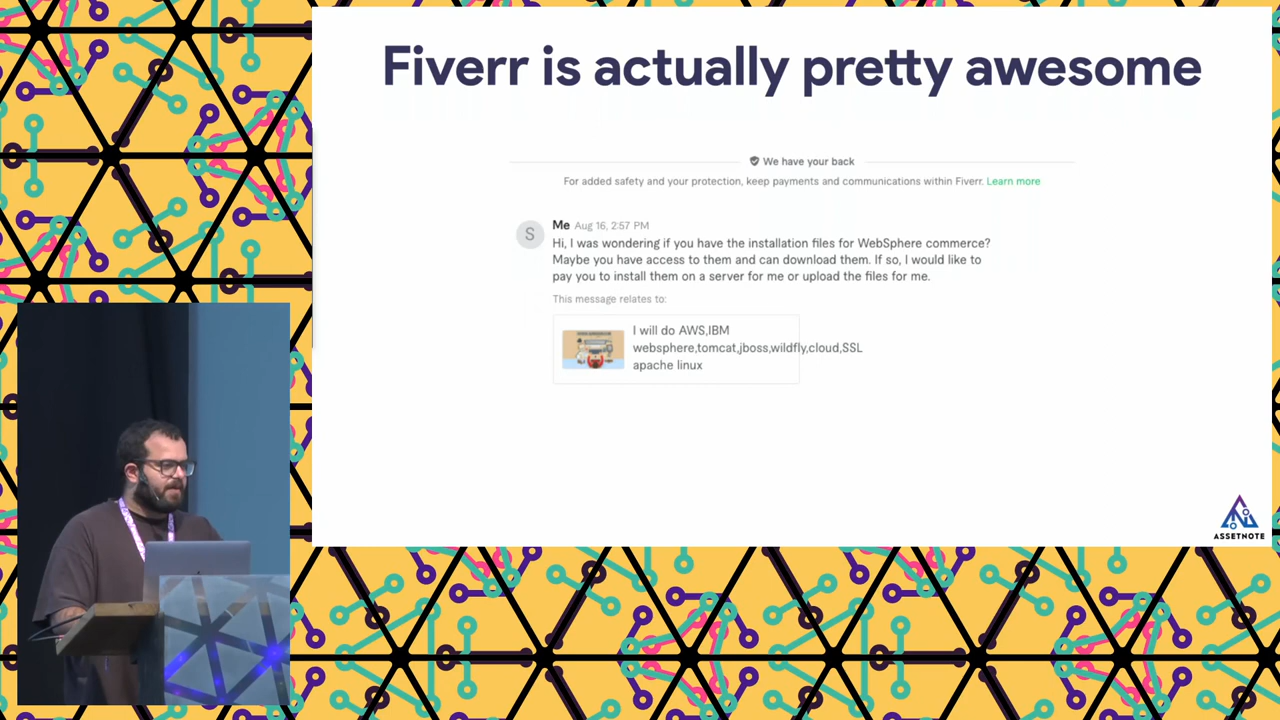 Fiverr is actually pretty awesome
We have your back
For added safety and your protection, keep payments and communications within Fiverr. Learn more
S
Me Aug 16, 2:57 PM
Hi, I was wondering if you have the installation files for WebSphere commerce?
Maybe you have access to them and can download them. If so, I would like to
pay you to install them on a server for me or upload the files for me.
This message relates to:
I will do AWS,IBM
websphere,tomcat,jboss,wildfly,cloud,SSL
apache linux
ASSETNOTE